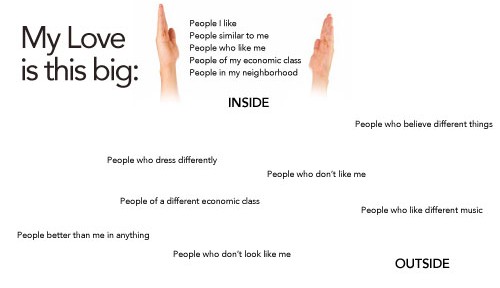 My Love
is this big:
People I like
People similar to me
People who like me
People of my economic class
People in my neighborhood
INSIDE
People who believe different things
People who dress differently
People who don't like me
People of a different economic class
People who like different music
People better than me in anything
People who don't look like me
OUTSIDE